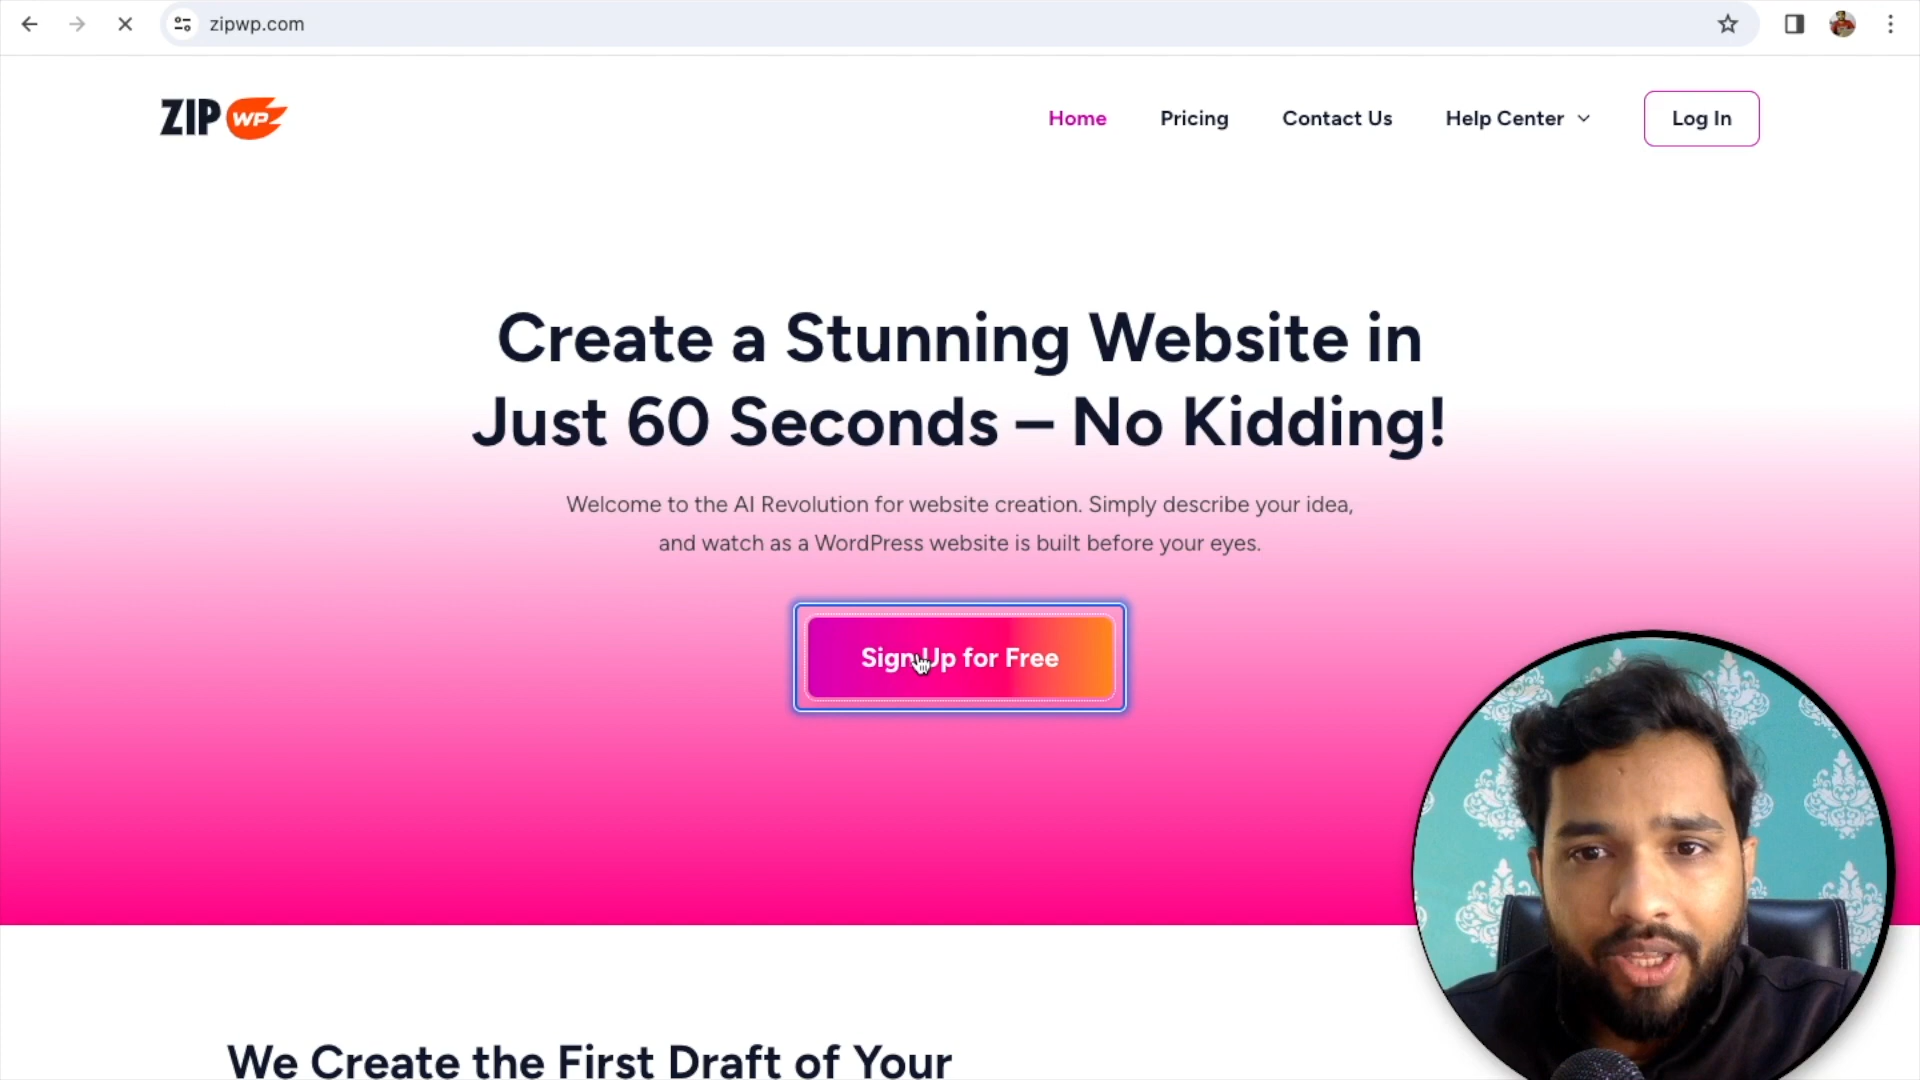 zipwp.com
ZIP WP
Home
Pricing
Contact Us
Help Center
Log In
Create a Stunning Website in
Just 60 Seconds – No Kidding!
Welcome to the AI Revolution for website creation. Simply describe your idea,
and watch as a WordPress website is built before your eyes.
Sign Up for Free
We Create the First Draft of Your